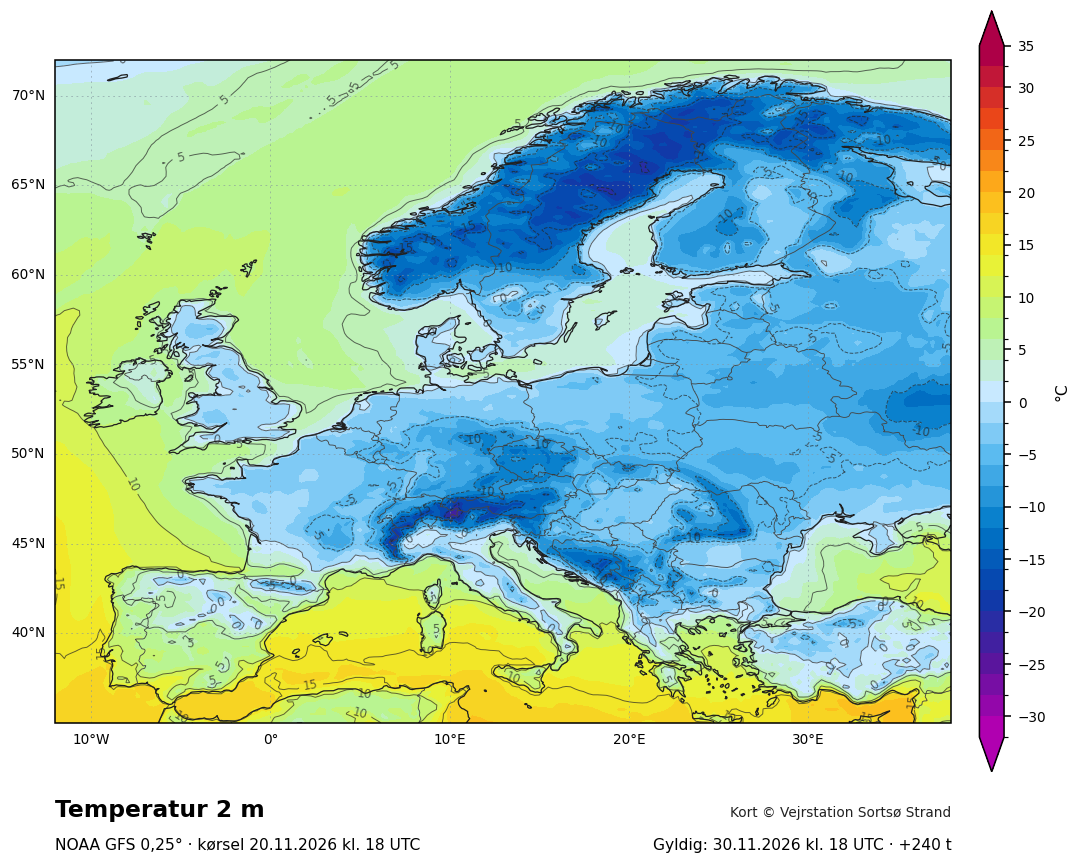 35
30
25
20
15
10
5
0
−5
−10
−15
−20
−25
−30
°C
70°N
65°N
60°N
55°N
50°N
45°N
40°N
10°W
0°
10°E
20°E
30°E
Temperatur 2 m
Kort © Vejrstation Sortsø Strand
NOAA GFS 0,25° · kørsel 20.11.2026 kl. 18 UTC
Gyldig: 30.11.2026 kl. 18 UTC · +240 t